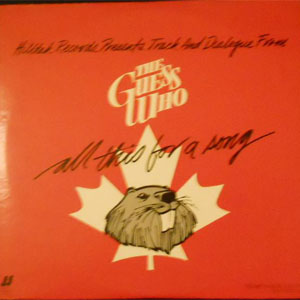 Hilltak Records Presents Track And Dialogue From
THE
GUESS
WHO
all this for a song